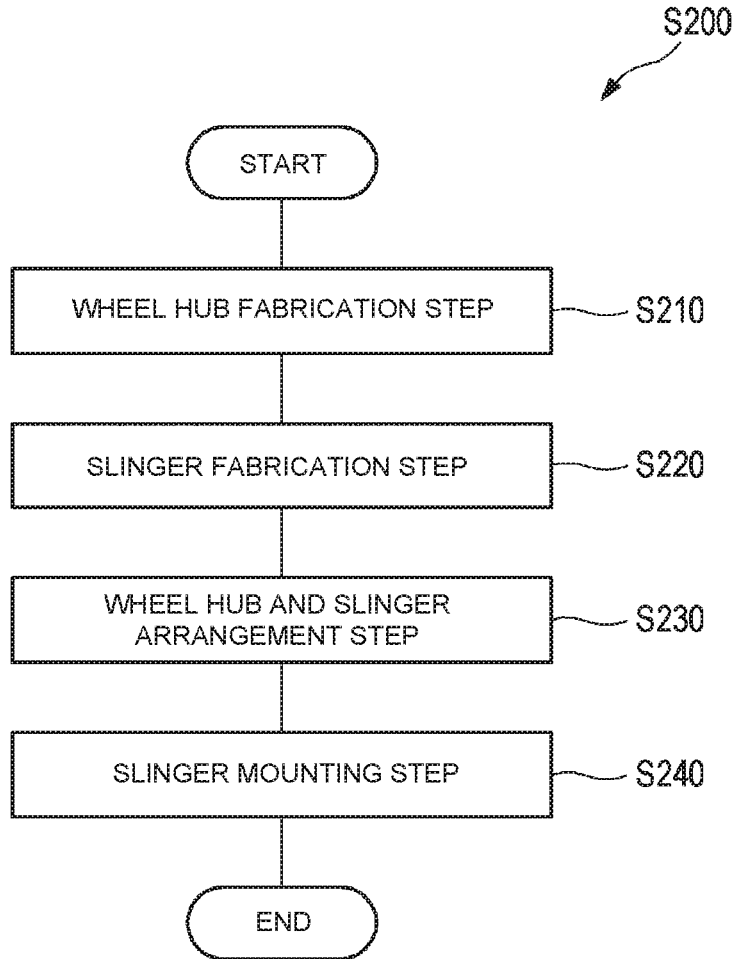 S200
START
WHEEL HUB FABRICATION STEP
S210
SLINGER FABRICATION STEP
S220
WHEEL HUB AND SLINGER
ARRANGEMENT STEP
S230
SLINGER MOUNTING STEP
S240
END